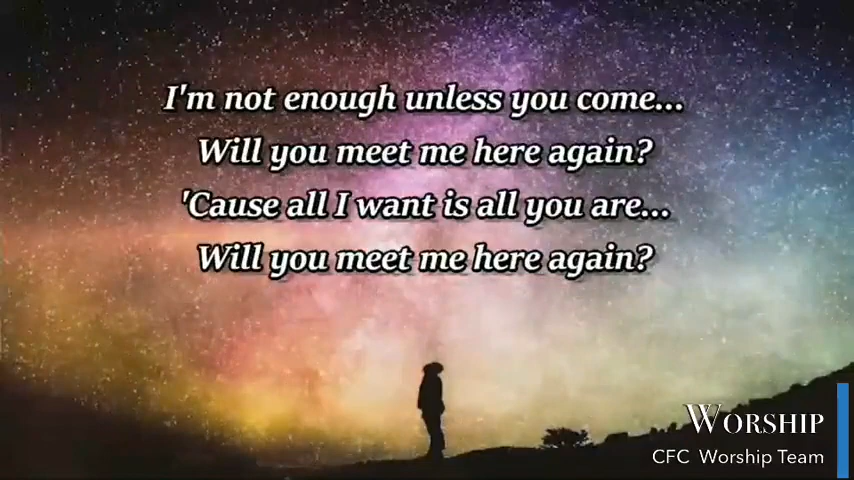 I'm not enough unless you come...
Will you meet me here again?
'Cause all I want is all you are...
Will you meet me here again?
WORSHIP
CFC Worship Team